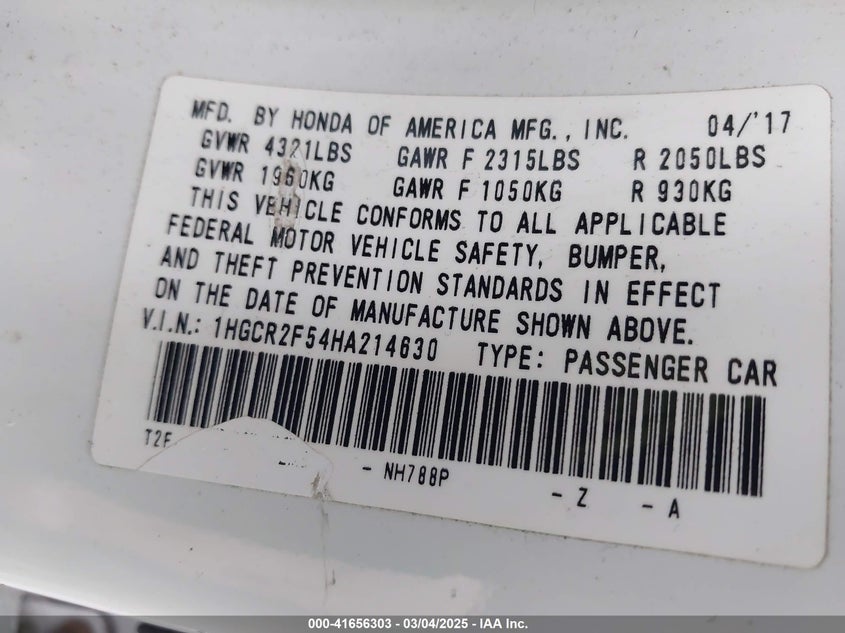 MFD. BY HONDA OF AMERICA MFG., INC. 04/'17
GVWR 4321LBS GAWR F 2315LBS R 2050LBS
GVWR 1960KG GAWR F 1050KG R 930KG
THIS VEHICLE CONFORMS TO ALL APPLICABLE
FEDERAL MOTOR VEHICLE SAFETY, BUMPER,
AND THEFT PREVENTION STANDARDS IN EFFECT
ON THE DATE OF MANUFACTURE SHOWN ABOVE.
V.I.N.: 1HGCR2F54HA214630 TYPE: PASSENGER CAR
T2F - NH788P - Z - A
000-41656303 - 03/04/2025 - IAA Inc.